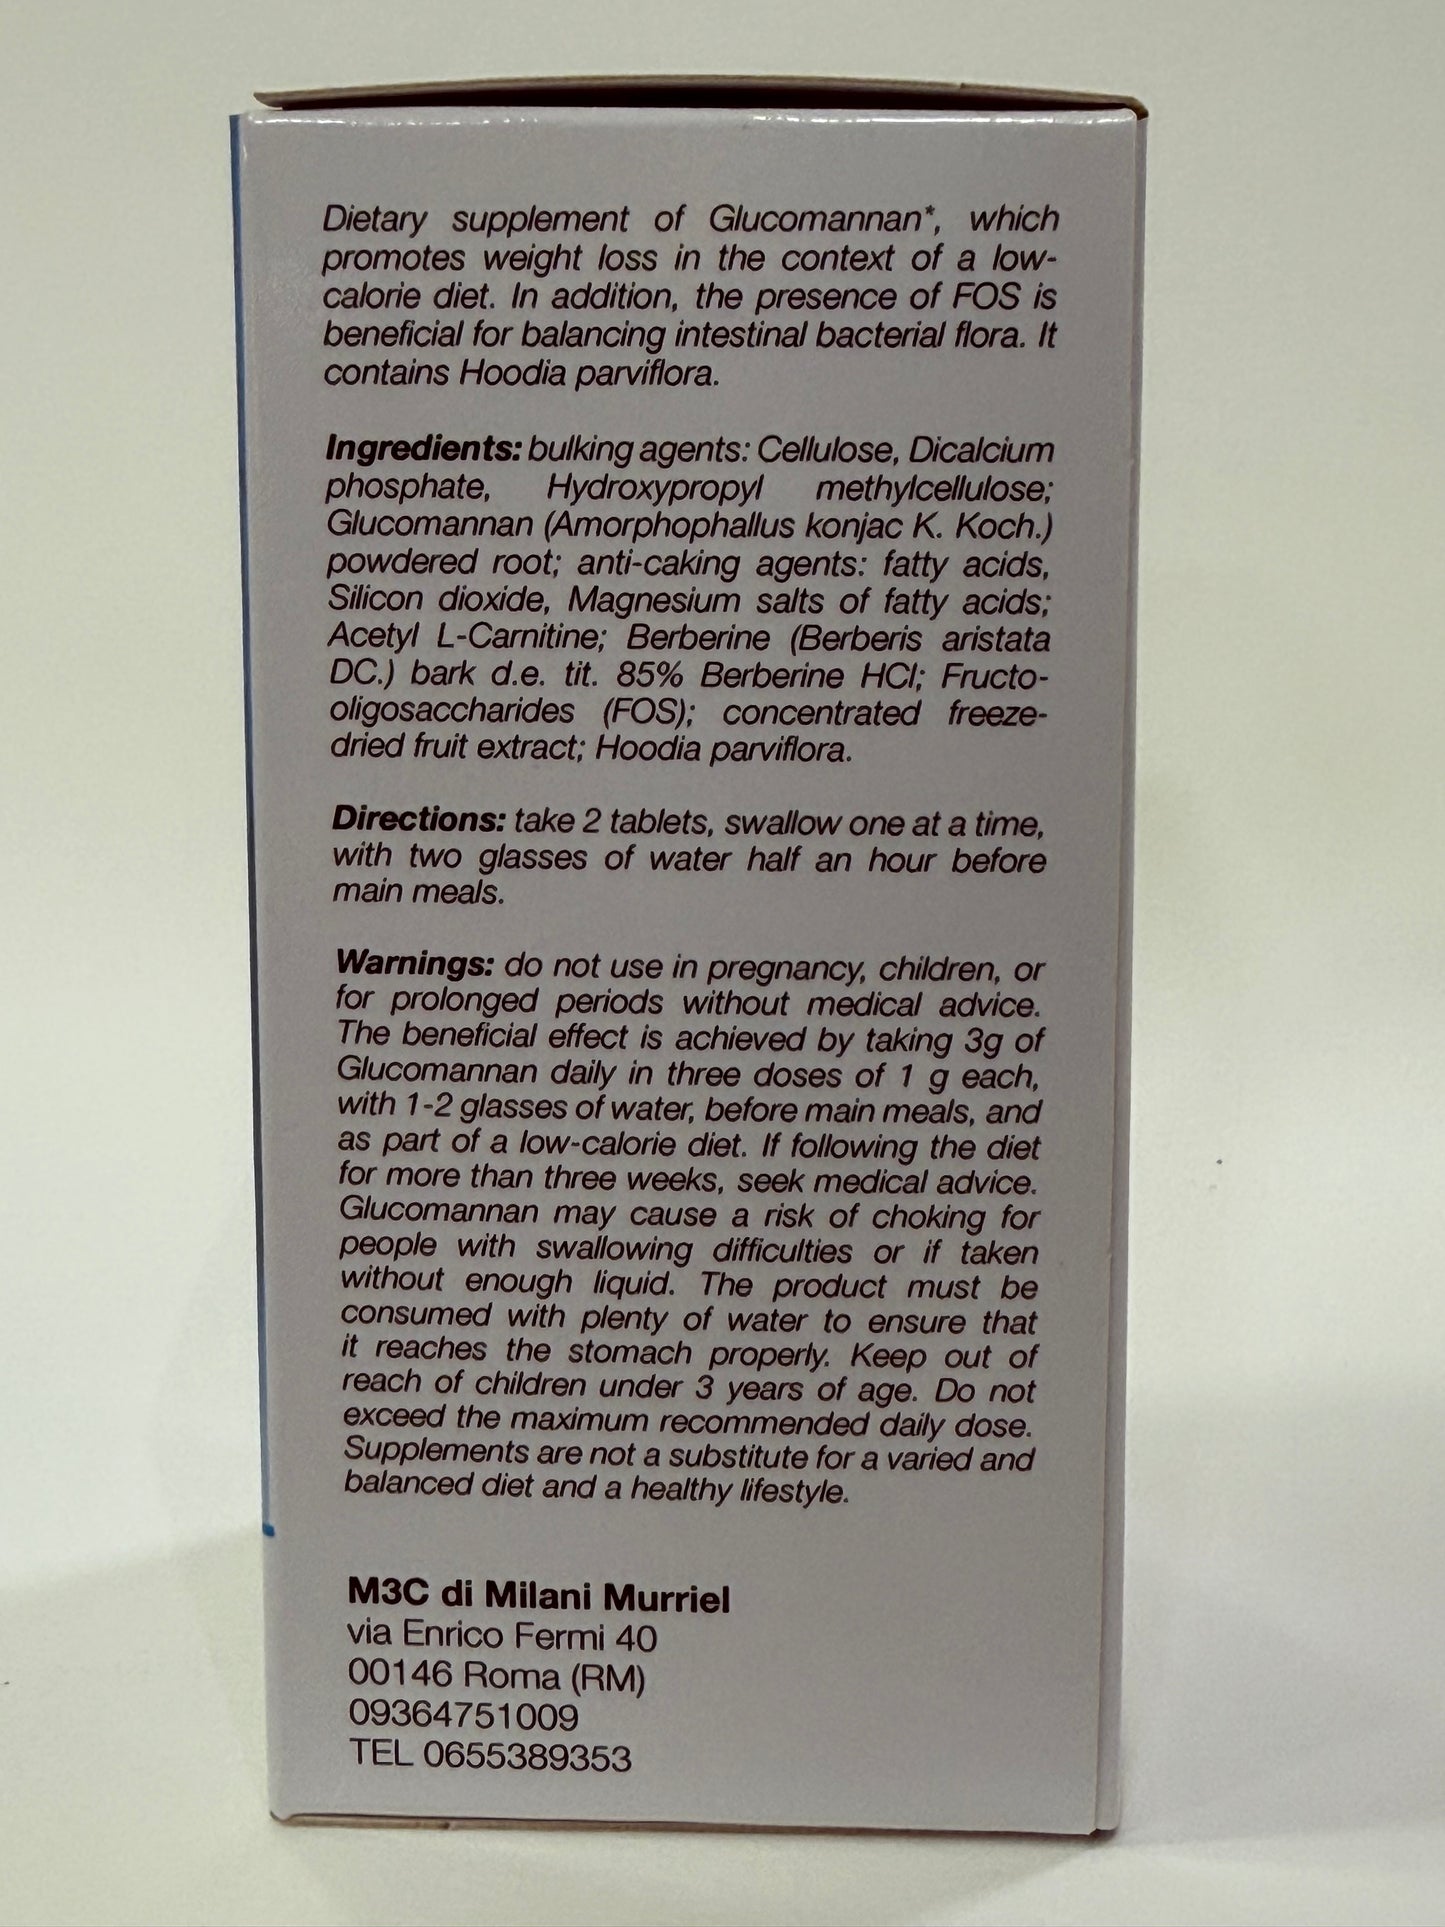 Dietary supplement of Glucomannan*, which
promotes weight loss in the context of a low-
calorie diet. In addition, the presence of FOS is
beneficial for balancing intestinal bacterial flora. It
contains Hoodia parviflora.
Ingredients: bulking agents: Cellulose, Dicalcium
phosphate, Hydroxypropyl methylcellulose;
Glucomannan (Amorphophallus konjac K. Koch.)
powdered root; anti-caking agents: fatty acids,
Silicon dioxide, Magnesium salts of fatty acids;
Acetyl L-Carnitine; Berberine (Berberis aristata
DC.) bark d.e. tit. 85% Berberine HCl; Fructo-
oligosaccharides (FOS); concentrated freeze-
dried fruit extract; Hoodia parviflora.
Directions: take 2 tablets, swallow one at a time,
with two glasses of water half an hour before
main meals.
Warnings: do not use in pregnancy, children, or
for prolonged periods without medical advice.
The beneficial effect is achieved by taking 3g of
Glucomannan daily in three doses of 1 g each,
with 1-2 glasses of water, before main meals, and
as part of a low-calorie diet. If following the diet
for more than three weeks, seek medical advice.
Glucomannan may cause a risk of choking for
people with swallowing difficulties or if taken
without enough liquid. The product must be
consumed with plenty of water to ensure that
it reaches the stomach properly. Keep out of
reach of children under 3 years of age. Do not
exceed the maximum recommended daily dose.
Supplements are not a substitute for a varied and
balanced diet and a healthy lifestyle.
M3C di Milani Murriel
via Enrico Fermi 40
00146 Roma (RM)
09364751009
TEL 0655389353